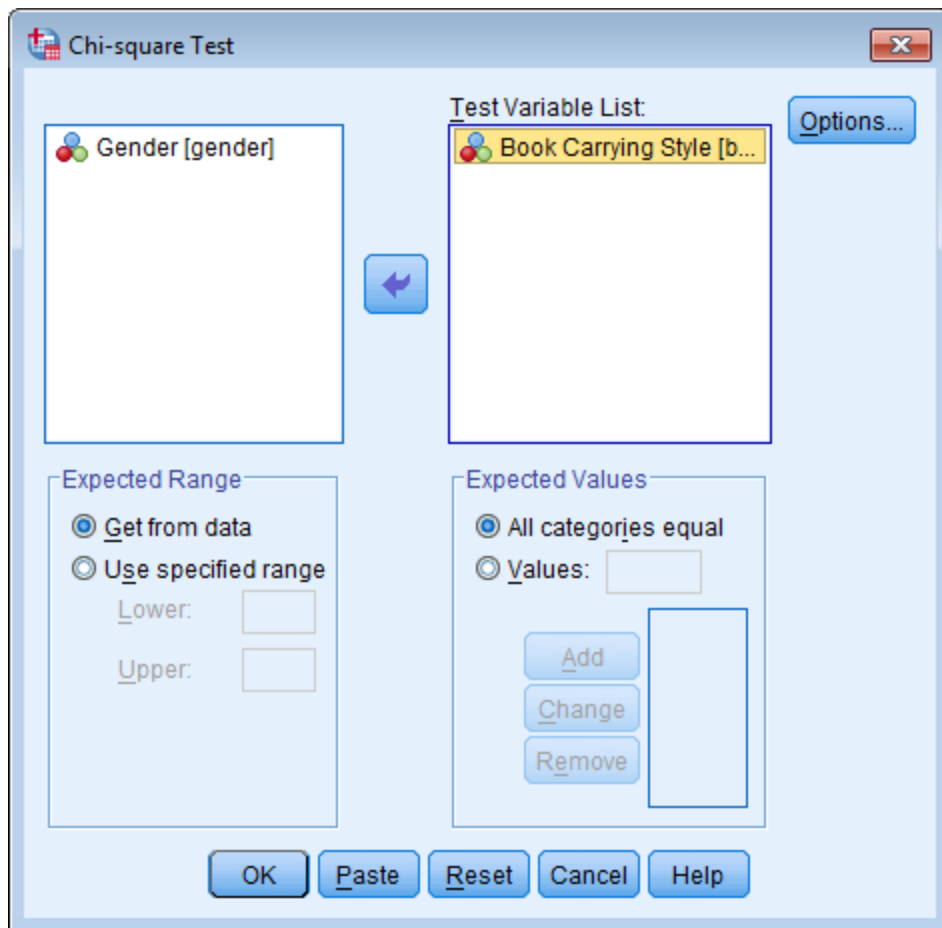 Chi-square Test
Test Variable List:
Options...
Gender [gender]
Book Carrying Style [b...
Expected Range
Get from data
Use specified range
Lower:
Upper:
Expected Values
All categories equal
Values:
Add
Change
Remove
OK
Paste
Reset
Cancel
Help